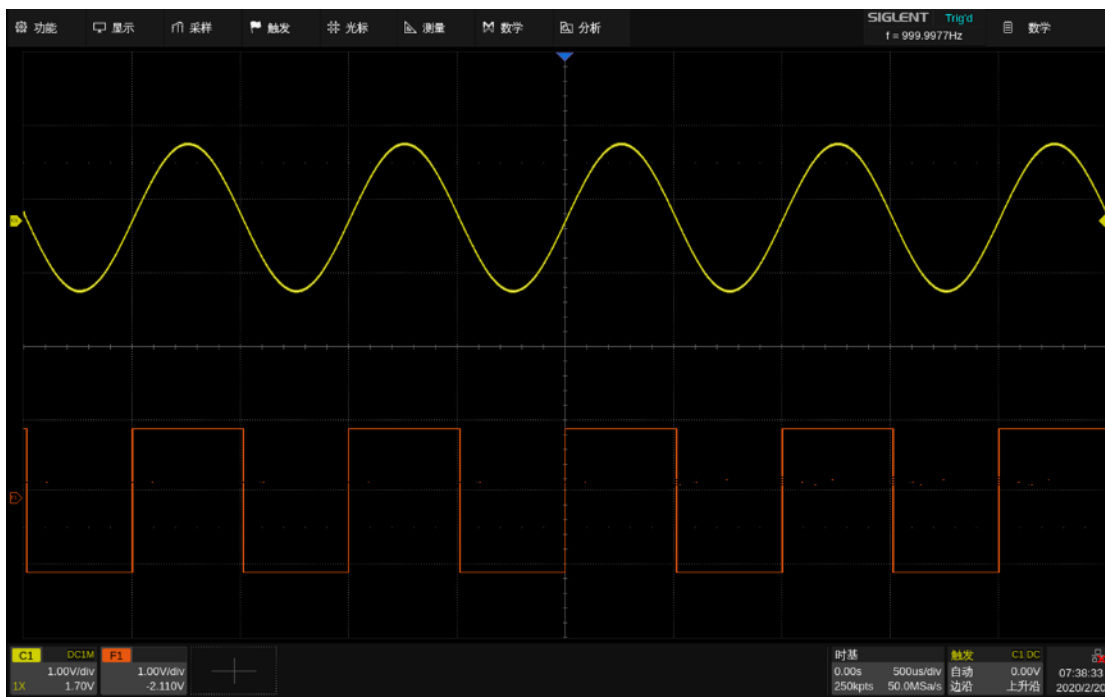 功能 显示 采样 触发 光标 测量 数学 分析
SIGLENT Trig'd
f = 999.9977Hz
数学
C1 DC1M
1.00V/div
1X 1.70V
F1
1.00V/div
-2.110V
时基
0.00s 500us/div
250kpts 50.0MSa/s
触发 C1 DC
自动 0.00V
边沿 上升沿
07:38:33
2020/2/20